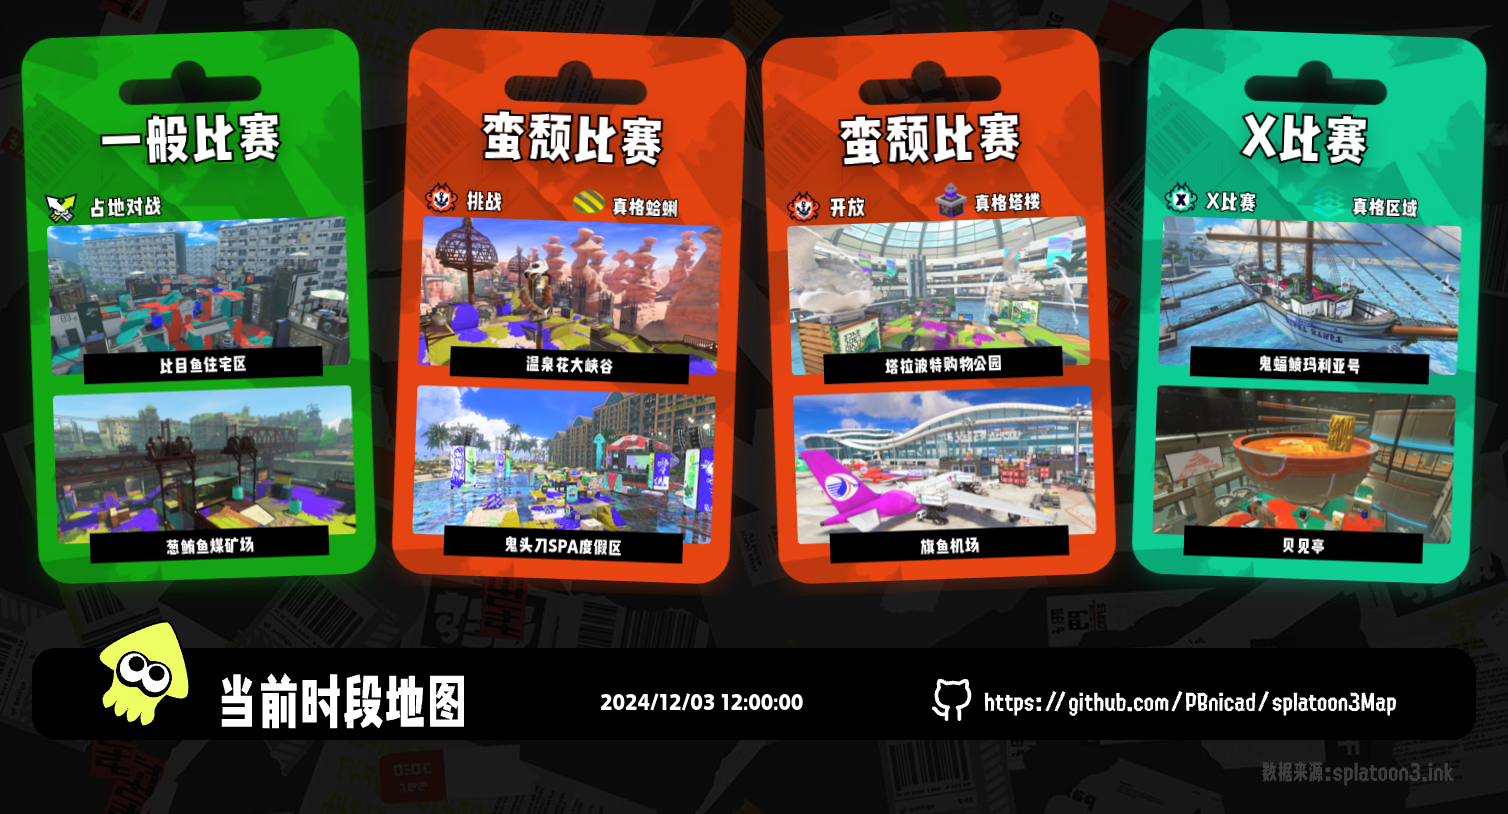 一般比赛
占地对战
比目鱼住宅区
葱鲔鱼煤矿场
蛮颓比赛
挑战
真格蛤蜊
温泉花大峡谷
鬼头刀SPA度假区
蛮颓比赛
开放
真格塔楼
塔拉波特购物公园
旗鱼机场
X比赛
X比赛
真格区域
鬼蝠鲼玛利亚号
贝见亭
当前时段地图
2024/12/03 12:00:00
https://github.com/PBnicad/splatoon3Map
数据来源:splatoon3.ink